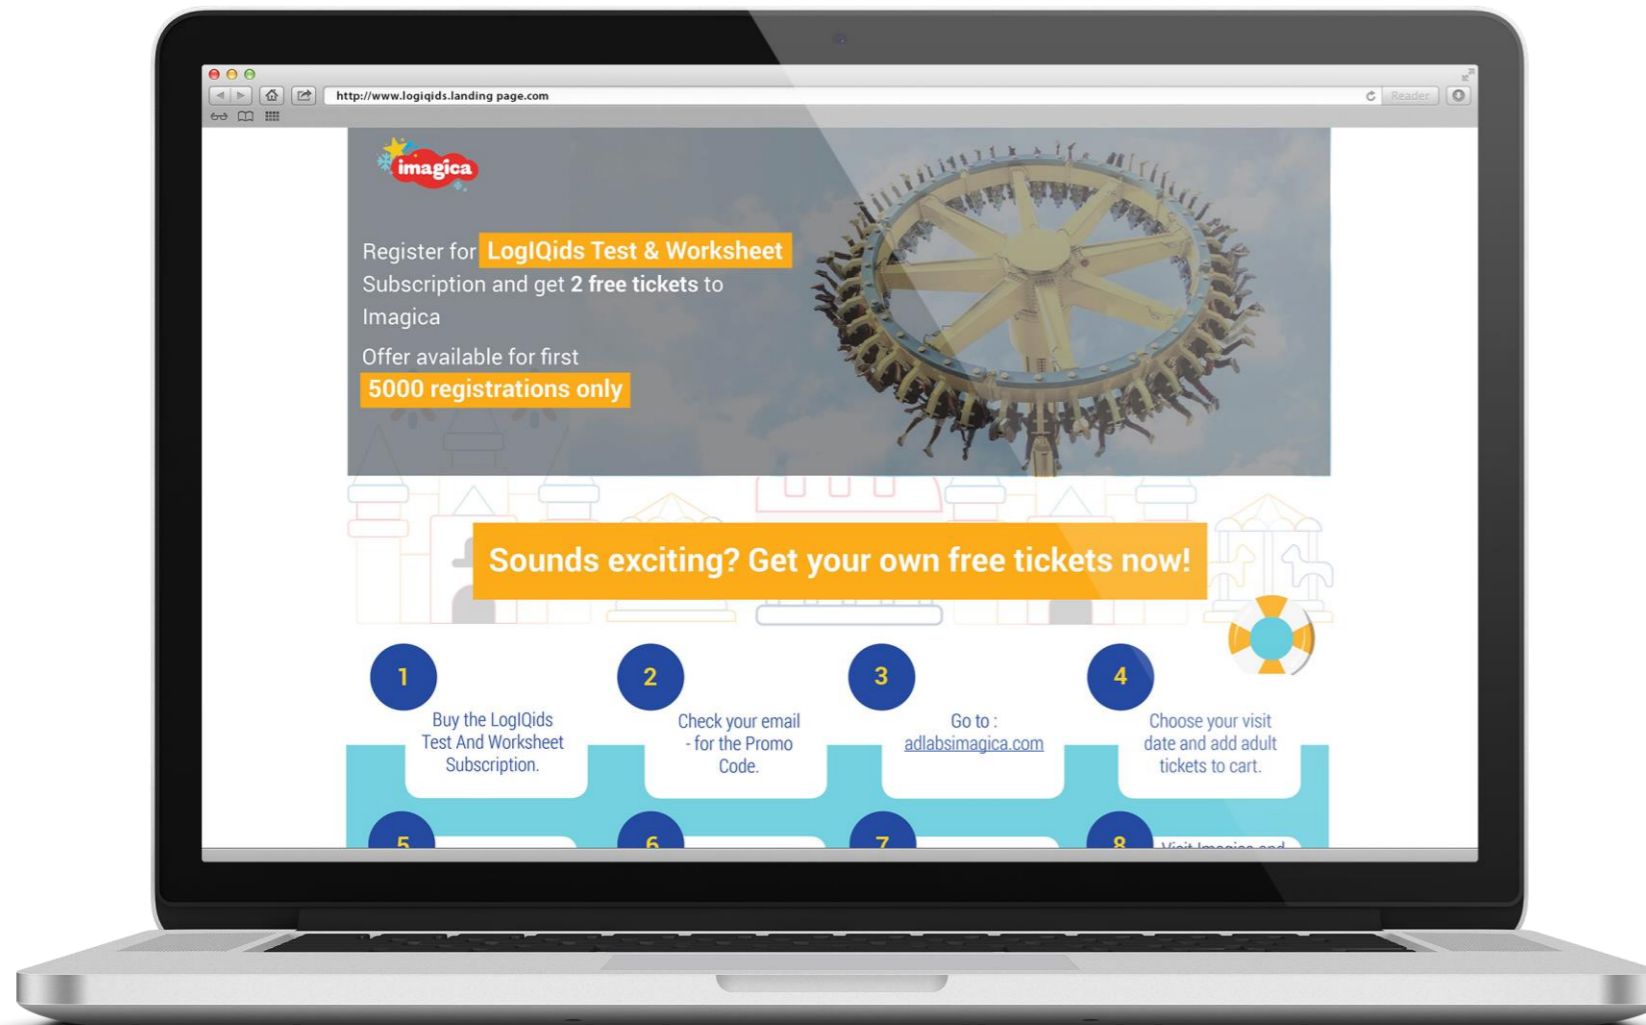 http://www.logiqids.landing page.com
Reader
imagica
Register for LogIQids Test & Worksheet
Subscription and get 2 free tickets to
Imagica
Offer available for first
5000 registrations only
Sounds exciting? Get your own free tickets now!
1
Buy the LogIQids
Test And Worksheet
Subscription.
2
Check your email
- for the Promo
Code.
3
Go to :
adlabsimagica.com
4
Choose your visit
date and add adult
tickets to cart.
5
6
7
8
Visit Imagica and